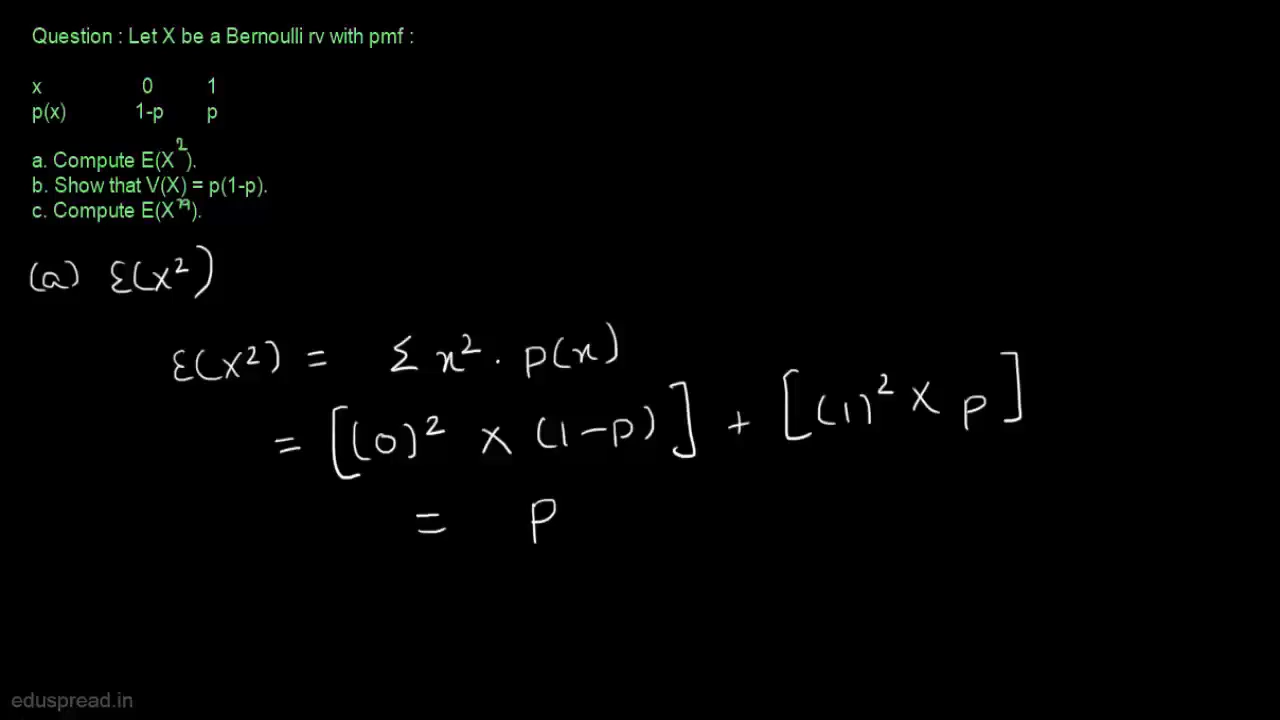 Question : Let X be a Bernoulli rv with pmf :
x 0 1
p(x) 1-p p
a. Compute E(X²).
b. Show that V(X) = p(1-p).
c. Compute E(X⁷⁹).
(a) Ɛ(x²)
Ɛ(x²) = Σ x² · p(x)
= [(0)² × (1-p)] + [(1)² × p]
= p
eduspread.in